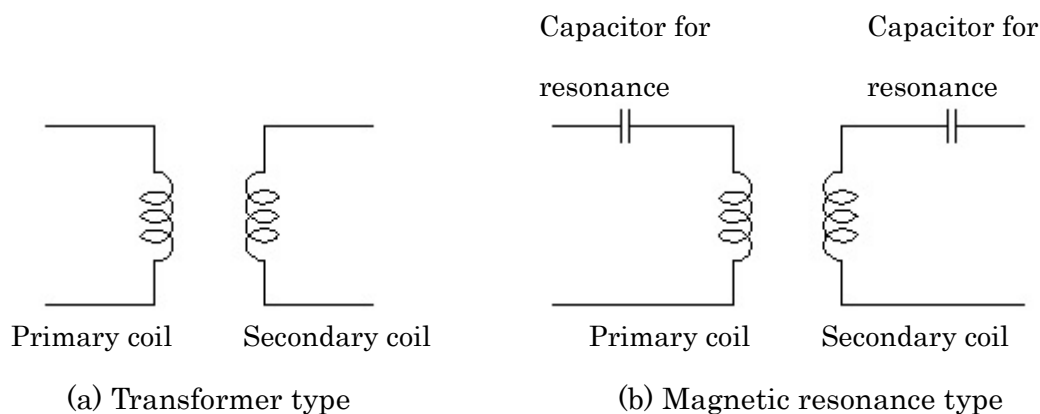 Capacitor for
resonance
Capacitor for
resonance
Primary coil
Secondary coil
(a) Transformer type
Primary coil
Secondary coil
(b) Magnetic resonance type